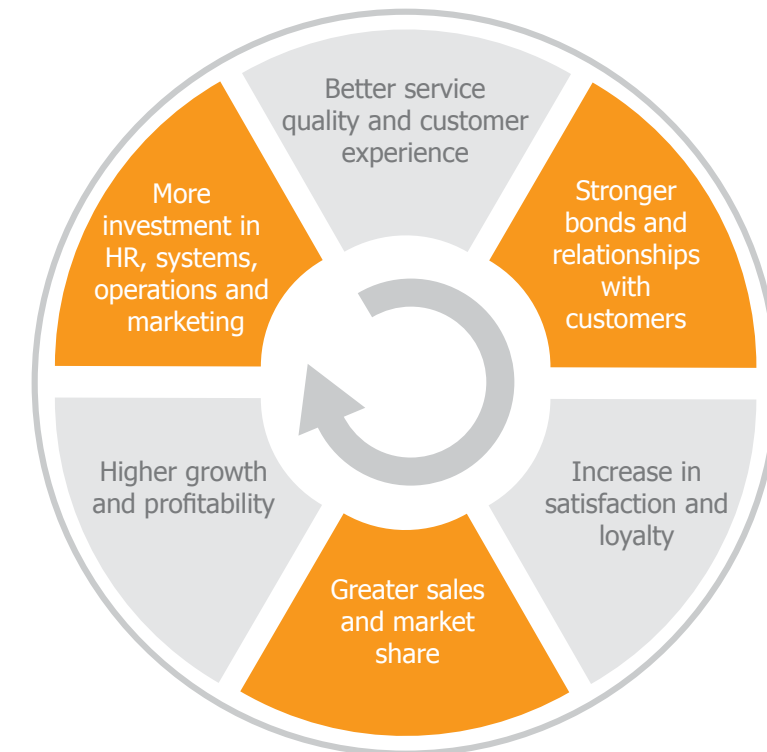 Better service
quality and customer
experience
Stronger
bonds and
relationships
with
customers
Increase in
satisfaction and
loyalty
Greater sales
and market
share
Higher growth
and profitability
More
investment in
HR, systems,
operations and
marketing